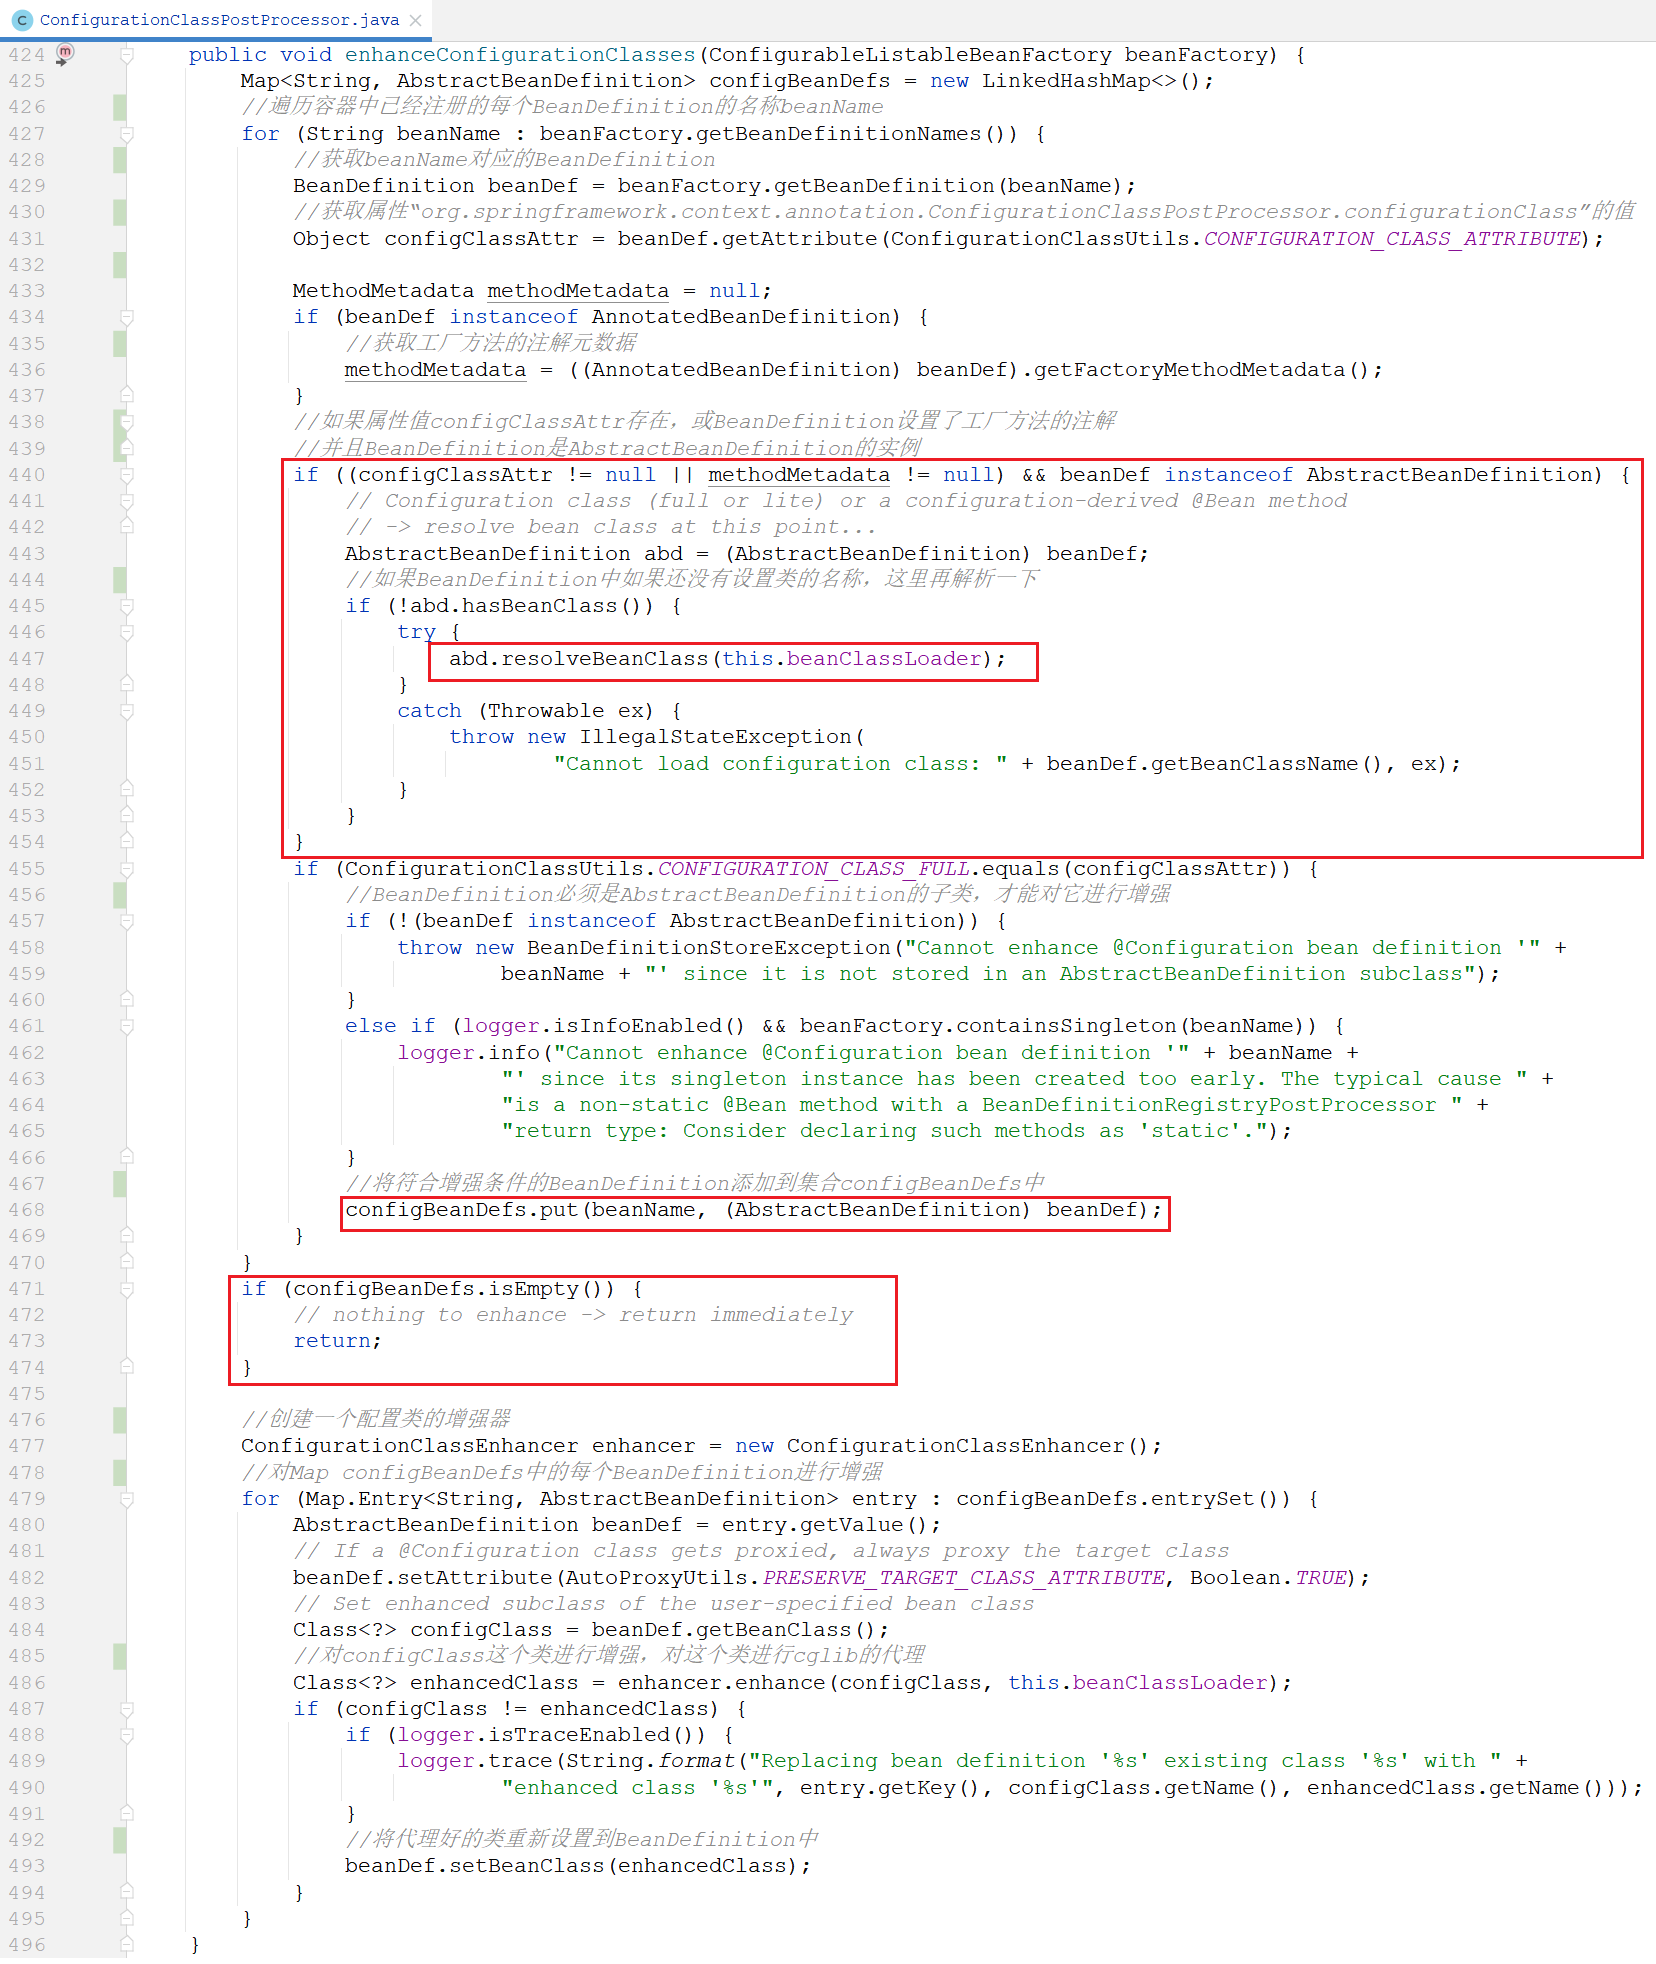 ConfigurationClassPostProcessor.java
424 public void enhanceConfigurationClasses(ConfigurableListableBeanFactory beanFactory) {
425 Map<String, AbstractBeanDefinition> configBeanDefs = new LinkedHashMap<>();
426 //遍历容器中已经注册的每个BeanDefinition的名称beanName
427 for (String beanName : beanFactory.getBeanDefinitionNames()) {
428 //获取beanName对应的BeanDefinition
429 BeanDefinition beanDef = beanFactory.getBeanDefinition(beanName);
430 //获取属性“org.springframework.context.annotation.ConfigurationClassPostProcessor.configurationClass”的值
431 Object configClassAttr = beanDef.getAttribute(ConfigurationClassUtils.CONFIGURATION_CLASS_ATTRIBUTE);
432
433 MethodMetadata methodMetadata = null;
434 if (beanDef instanceof AnnotatedBeanDefinition) {
435 //获取工厂方法的注解元数据
436 methodMetadata = ((AnnotatedBeanDefinition) beanDef).getFactoryMethodMetadata();
437 }
438 //如果属性值configClassAttr存在，或BeanDefinition设置了工厂方法的注解
439 //并且BeanDefinition是AbstractBeanDefinition的实例
440 if ((configClassAttr != null || methodMetadata != null) && beanDef instanceof AbstractBeanDefinition) {
441 // Configuration class (full or lite) or a configuration-derived @Bean method
442 // -> resolve bean class at this point...
443 AbstractBeanDefinition abd = (AbstractBeanDefinition) beanDef;
444 //如果BeanDefinition中如果还没有设置类的名称，这里再解析一下
445 if (!abd.hasBeanClass()) {
446 try {
447 abd.resolveBeanClass(this.beanClassLoader);
448 }
449 catch (Throwable ex) {
450 throw new IllegalStateException(
451 "Cannot load configuration class: " + beanDef.getBeanClassName(), ex);
452 }
453 }
454 }
455 if (ConfigurationClassUtils.CONFIGURATION_CLASS_FULL.equals(configClassAttr)) {
456 //BeanDefinition必须是AbstractBeanDefinition的子类，才能对它进行增强
457 if (!(beanDef instanceof AbstractBeanDefinition)) {
458 throw new BeanDefinitionStoreException("Cannot enhance @Configuration bean definition '" +
459 beanName + "' since it is not stored in an AbstractBeanDefinition subclass");
460 }
461 else if (logger.isInfoEnabled() && beanFactory.containsSingleton(beanName)) {
462 logger.info("Cannot enhance @Configuration bean definition '" + beanName +
463 "' since its singleton instance has been created too early. The typical cause " +
464 "is a non-static @Bean method with a BeanDefinitionRegistryPostProcessor " +
465 "return type: Consider declaring such methods as 'static'.");
466 }
467 //将符合增强条件的BeanDefinition添加到集合configBeanDefs中
468 configBeanDefs.put(beanName, (AbstractBeanDefinition) beanDef);
469 }
470 }
471 if (configBeanDefs.isEmpty()) {
472 // nothing to enhance -> return immediately
473 return;
474 }
475
476 //创建一个配置类的增强器
477 ConfigurationClassEnhancer enhancer = new ConfigurationClassEnhancer();
478 //对Map configBeanDefs中的每个BeanDefinition进行增强
479 for (Map.Entry<String, AbstractBeanDefinition> entry : configBeanDefs.entrySet()) {
480 AbstractBeanDefinition beanDef = entry.getValue();
481 // If a @Configuration class gets proxied, always proxy the target class
482 beanDef.setAttribute(AutoProxyUtils.PRESERVE_TARGET_CLASS_ATTRIBUTE, Boolean.TRUE);
483 // Set enhanced subclass of the user-specified bean class
484 Class<?> configClass = beanDef.getBeanClass();
485 //对configClass这个类进行增强，对这个类进行cglib的代理
486 Class<?> enhancedClass = enhancer.enhance(configClass, this.beanClassLoader);
487 if (configClass != enhancedClass) {
488 if (logger.isTraceEnabled()) {
489 logger.trace(String.format("Replacing bean definition '%s' existing class '%s' with " +
490 "enhanced class '%s'", entry.getKey(), configClass.getName(), enhancedClass.getName()));
491 }
492 //将代理好的类重新设置到BeanDefinition中
493 beanDef.setBeanClass(enhancedClass);
494 }
495 }
496 }